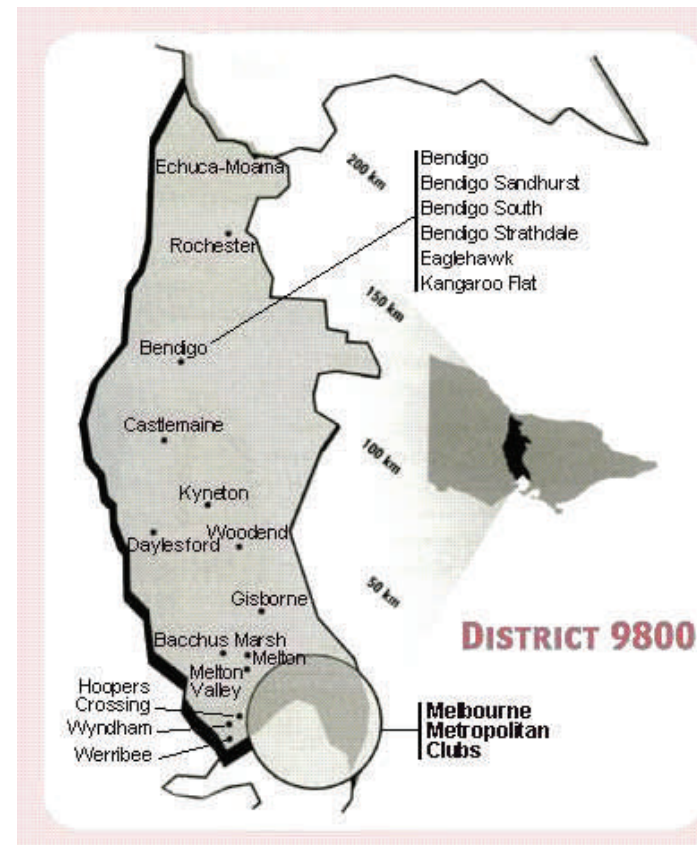 Echuca-Moama
Rochester
Bendigo
Castlemaine
Kyneton
Daylesford
Woodend
Gisborne
Bacchus Marsh
Melton
Melton
Valley
Hoopers
Crossing
Wyndham
Werribee
200 km
150 km
100 km
50 km
Bendigo
Bendigo Sandhurst
Bendigo South
Bendigo Strathdale
Eaglehawk
Kangaroo Flat
DISTRICT 9800
Melbourne
Metropolitan
Clubs